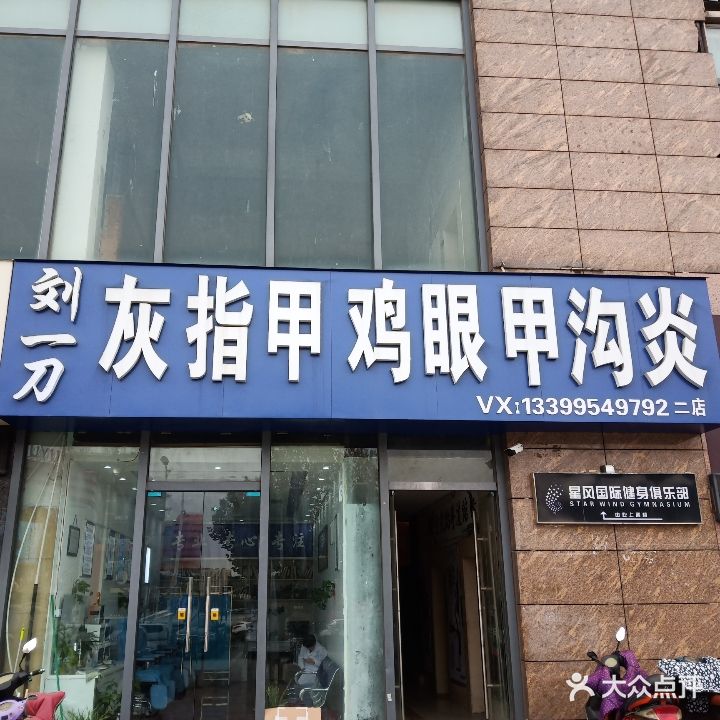 刘一刀
灰指甲 鸡眼 甲沟炎
VX:13399549792 二店
星风国际健身俱乐部
STAR WIND GYMNASIUM
大众点评